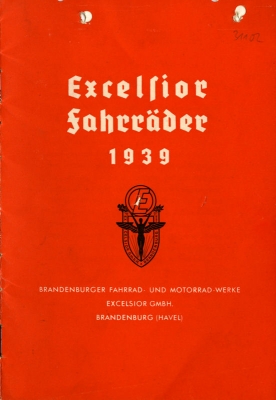 Excelſior
Fahrräder
1939
E
BRANDENBURGER FAHRRAD- UND MOTORRAD-WERKE
EXCELSIOR GMBH.
BRANDENBURG (HAVEL)